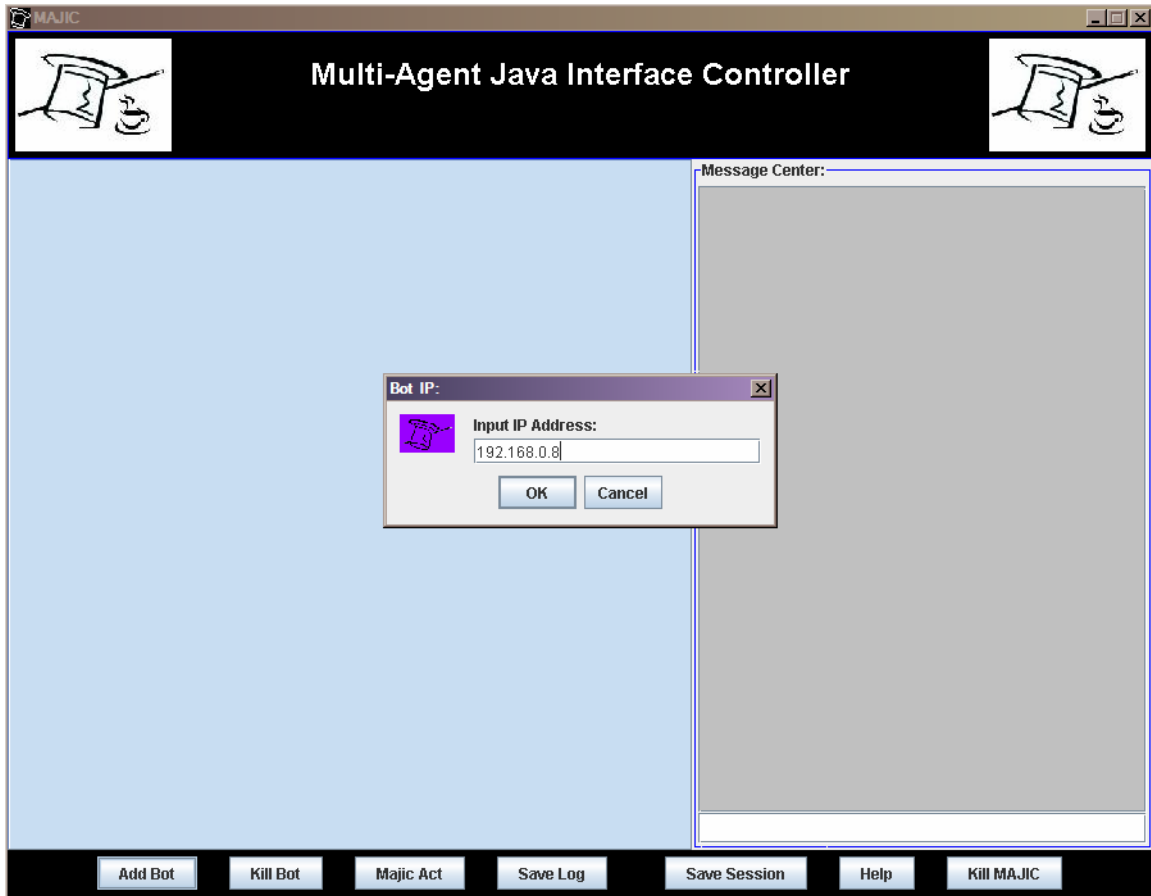 MAJIC
Multi-Agent Java Interface Controller
Message Center:
Bot IP:
Input IP Address:
192.168.0.8
OK Cancel
Add Bot Kill Bot Majic Act Save Log Save Session Help Kill MAJIC